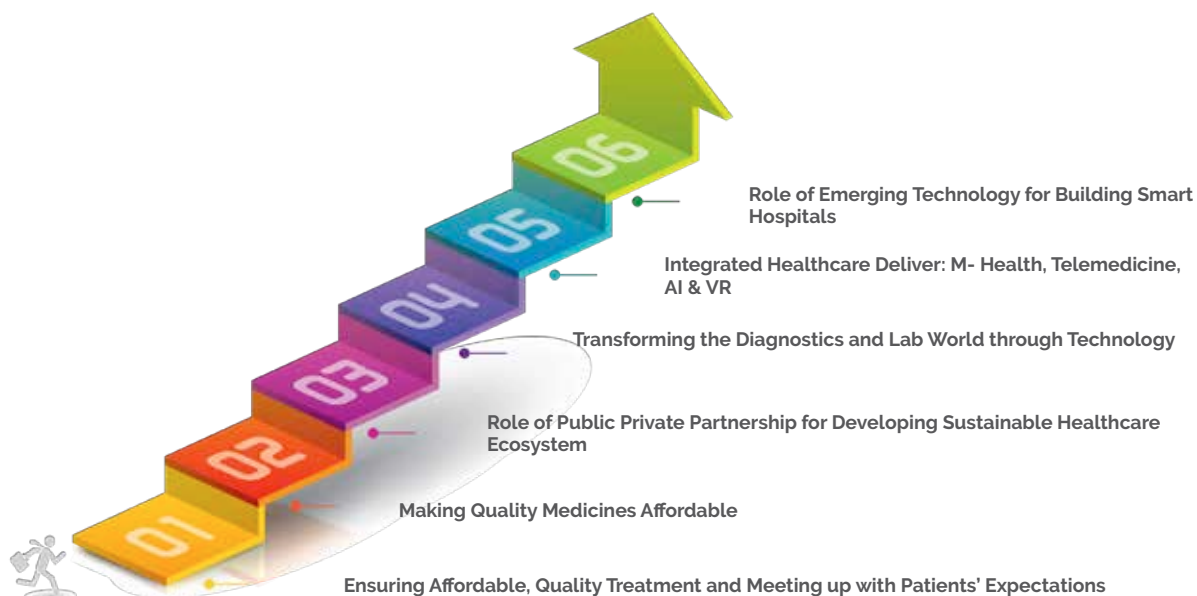 06
Role of Emerging Technology for Building Smart
Hospitals
05
Integrated Healthcare Deliver: M- Health, Telemedicine,
AI & VR
04
Transforming the Diagnostics and Lab World through Technology
03
Role of Public Private Partnership for Developing Sustainable Healthcare
Ecosystem
02
Making Quality Medicines Affordable
01
Ensuring Affordable, Quality Treatment and Meeting up with Patients’ Expectations